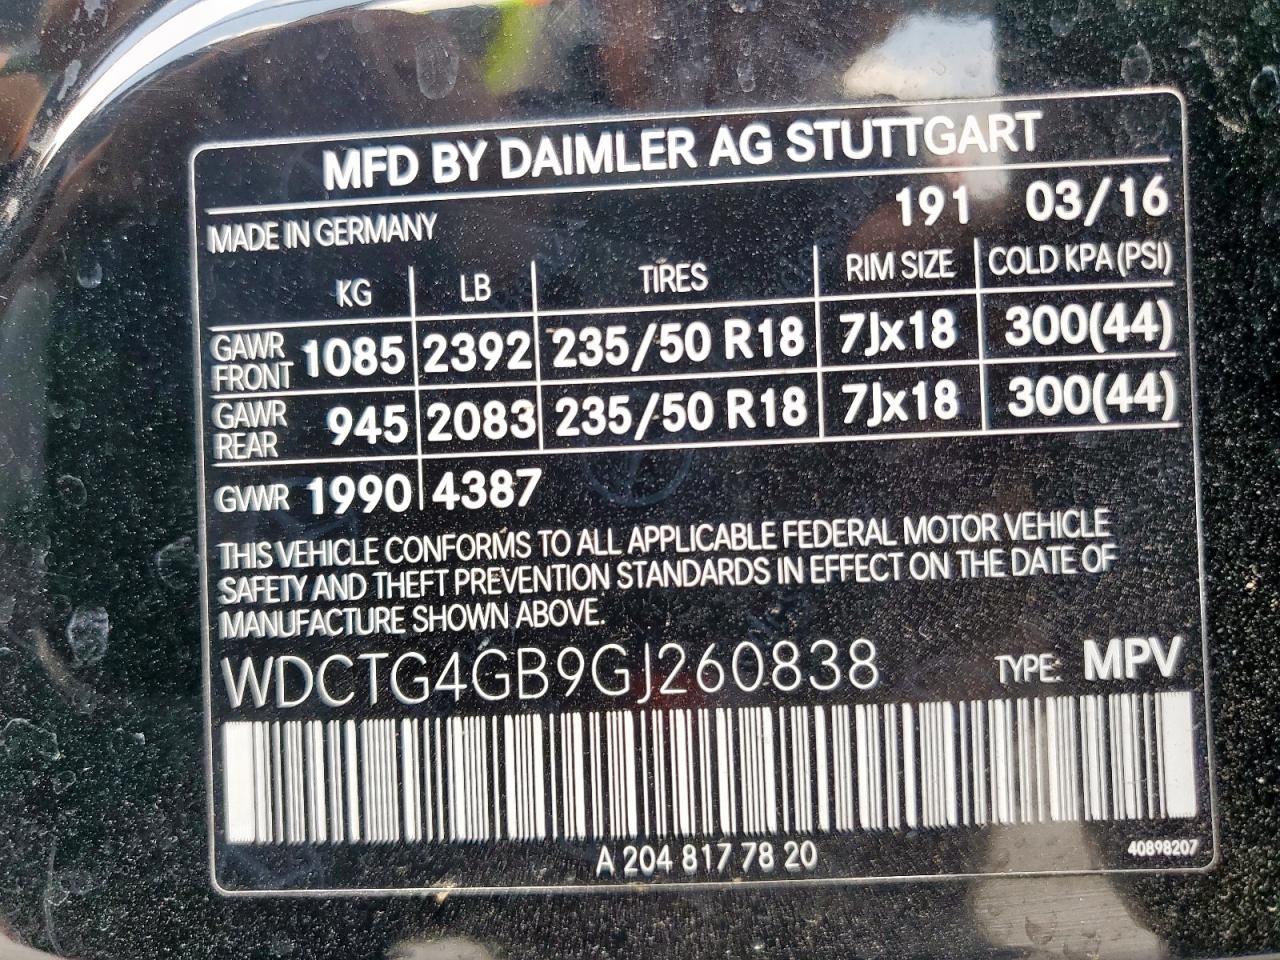 MFD BY DAIMLER AG STUTTGART
MADE IN GERMANY 191 03/16
KG LB TIRES RIM SIZE COLD KPA (PSI)
GAWR FRONT 1085 2392 235/50 R18 7Jx18 300(44)
GAWR REAR 945 2083 235/50 R18 7Jx18 300(44)
GVWR 1990 4387
THIS VEHICLE CONFORMS TO ALL APPLICABLE FEDERAL MOTOR VEHICLE
SAFETY AND THEFT PREVENTION STANDARDS IN EFFECT ON THE DATE OF
MANUFACTURE SHOWN ABOVE.
WDCTG4GB9GJ260838 TYPE: MPV
A 204 817 78 20 40898207